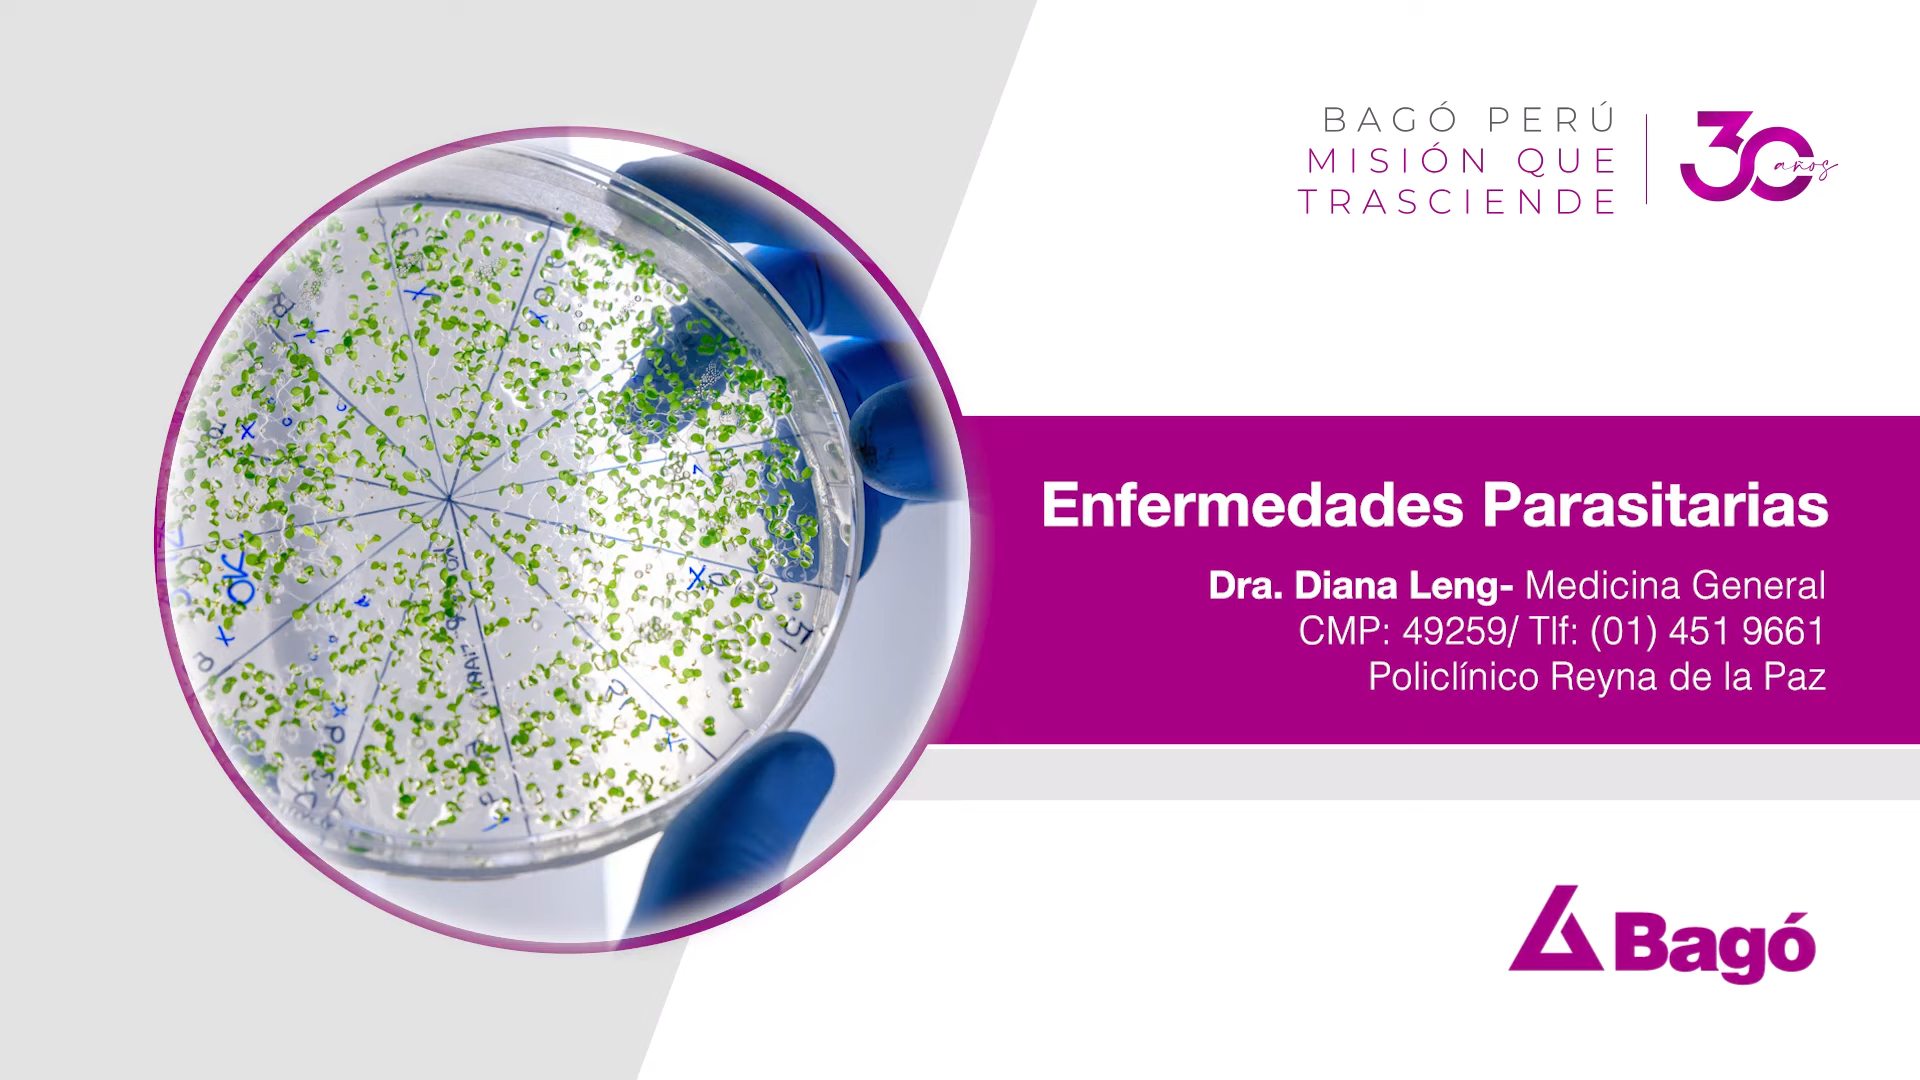 BAGÓ PERÚ
MISIÓN QUE
TRASCIENDE
30 años
Enfermedades Parasitarias
Dra. Diana Leng- Medicina General
CMP: 49259/ Tlf: (01) 451 9661
Policlínico Reyna de la Paz
Bagó
OK